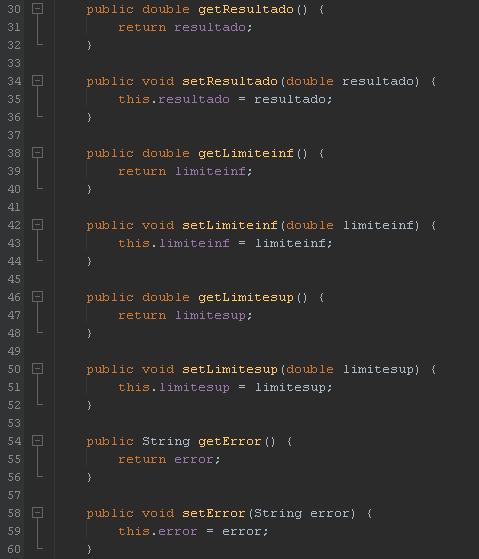 30 public double getResultado() {
31 return resultado;
32 }
33
34 public void setResultado(double resultado) {
35 this.resultado = resultado;
36 }
37
38 public double getLimiteinf() {
39 return limiteinf;
40 }
41
42 public void setLimiteinf(double limiteinf) {
43 this.limiteinf = limiteinf;
44 }
45
46 public double getLimitesup() {
47 return limitesup;
48 }
49
50 public void setLimitesup(double limitesup) {
51 this.limitesup = limitesup;
52 }
53
54 public String getError() {
55 return error;
56 }
57
58 public void setError(String error) {
59 this.error = error;
60 }